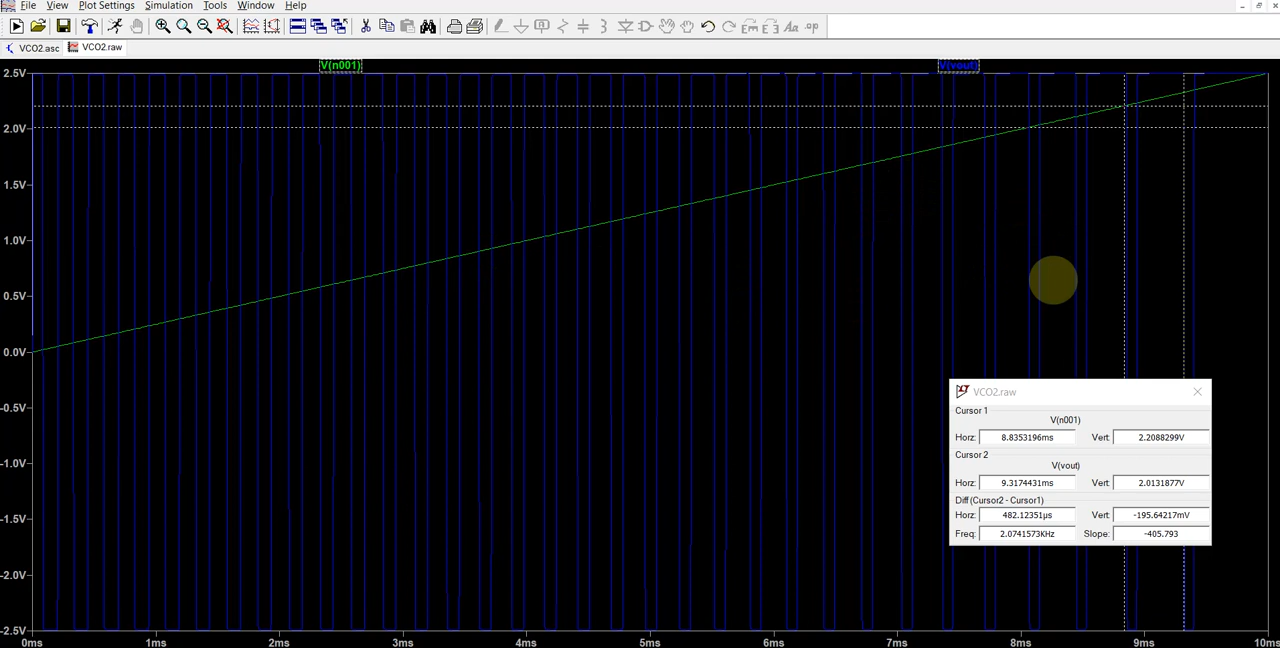 File View Plot Settings Simulation Tools Window Help
VCO2.asc VCO2.raw
V(n001) V(vout)
2.5V
2.0V
1.5V
1.0V
0.5V
0.0V
-0.5V
-1.0V
-1.5V
-2.0V
-2.5V
0ms 1ms 2ms 3ms 4ms 5ms 6ms 7ms 8ms 9ms 10ms
VCO2.raw
Cursor 1
V(n001)
Horz: 8.8353196ms Vert: 2.2088299V
Cursor 2
V(vout)
Horz: 9.3174431ms Vert: 2.0131877V
Diff (Cursor2 - Cursor1)
Horz: 482.12351µs Vert: -195.64217mV
Freq: 2.0741573KHz Slope: -405.793